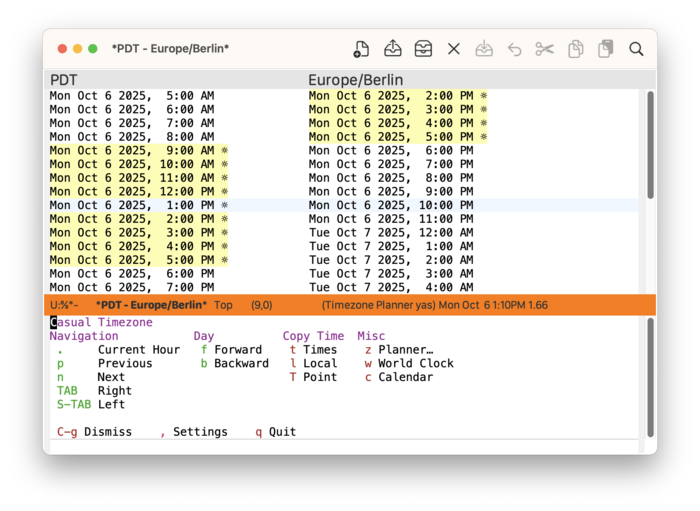 *PDT - Europe/Berlin*
PDT Europe/Berlin
Mon Oct 6 2025,  5:00 AM Mon Oct 6 2025,  2:00 PM ☼
Mon Oct 6 2025,  6:00 AM Mon Oct 6 2025,  3:00 PM ☼
Mon Oct 6 2025,  7:00 AM Mon Oct 6 2025,  4:00 PM ☼
Mon Oct 6 2025,  8:00 AM Mon Oct 6 2025,  5:00 PM ☼
Mon Oct 6 2025,  9:00 AM ☼ Mon Oct 6 2025,  6:00 PM
Mon Oct 6 2025, 10:00 AM ☼ Mon Oct 6 2025,  7:00 PM
Mon Oct 6 2025, 11:00 AM ☼ Mon Oct 6 2025,  8:00 PM
Mon Oct 6 2025, 12:00 PM ☼ Mon Oct 6 2025,  9:00 PM
Mon Oct 6 2025,  1:00 PM ☼ Mon Oct 6 2025, 10:00 PM
Mon Oct 6 2025,  2:00 PM ☼ Mon Oct 6 2025, 11:00 PM
Mon Oct 6 2025,  3:00 PM ☼ Tue Oct 7 2025, 12:00 AM
Mon Oct 6 2025,  4:00 PM ☼ Tue Oct 7 2025,  1:00 AM
Mon Oct 6 2025,  5:00 PM ☼ Tue Oct 7 2025,  2:00 AM
Mon Oct 6 2025,  6:00 PM Tue Oct 7 2025,  3:00 AM
Mon Oct 6 2025,  7:00 PM Tue Oct 7 2025,  4:00 AM
U:%*-  *PDT - Europe/Berlin*  Top  (9,0)  (Timezone Planner yas) Mon Oct  6 1:10PM 1.66
Casual Timezone
Navigation Day Copy Time Misc
. Current Hour f Forward t Times z Planner…
p Previous b Backward l Local w World Clock
n Next T Point c Calendar
TAB Right
S-TAB Left
C-g Dismiss , Settings q Quit